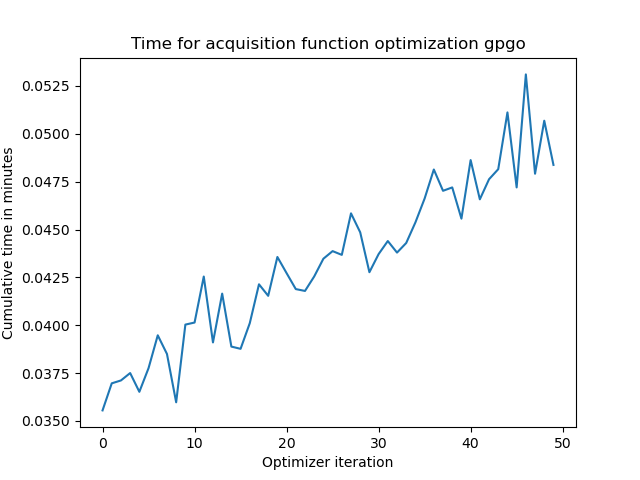 Time for acquisition function optimization gpgo
Cumulative time in minutes
0.0525
0.0500
0.0475
0.0450
0.0425
0.0400
0.0375
0.0350
0 10 20 30 40 50
Optimizer iteration